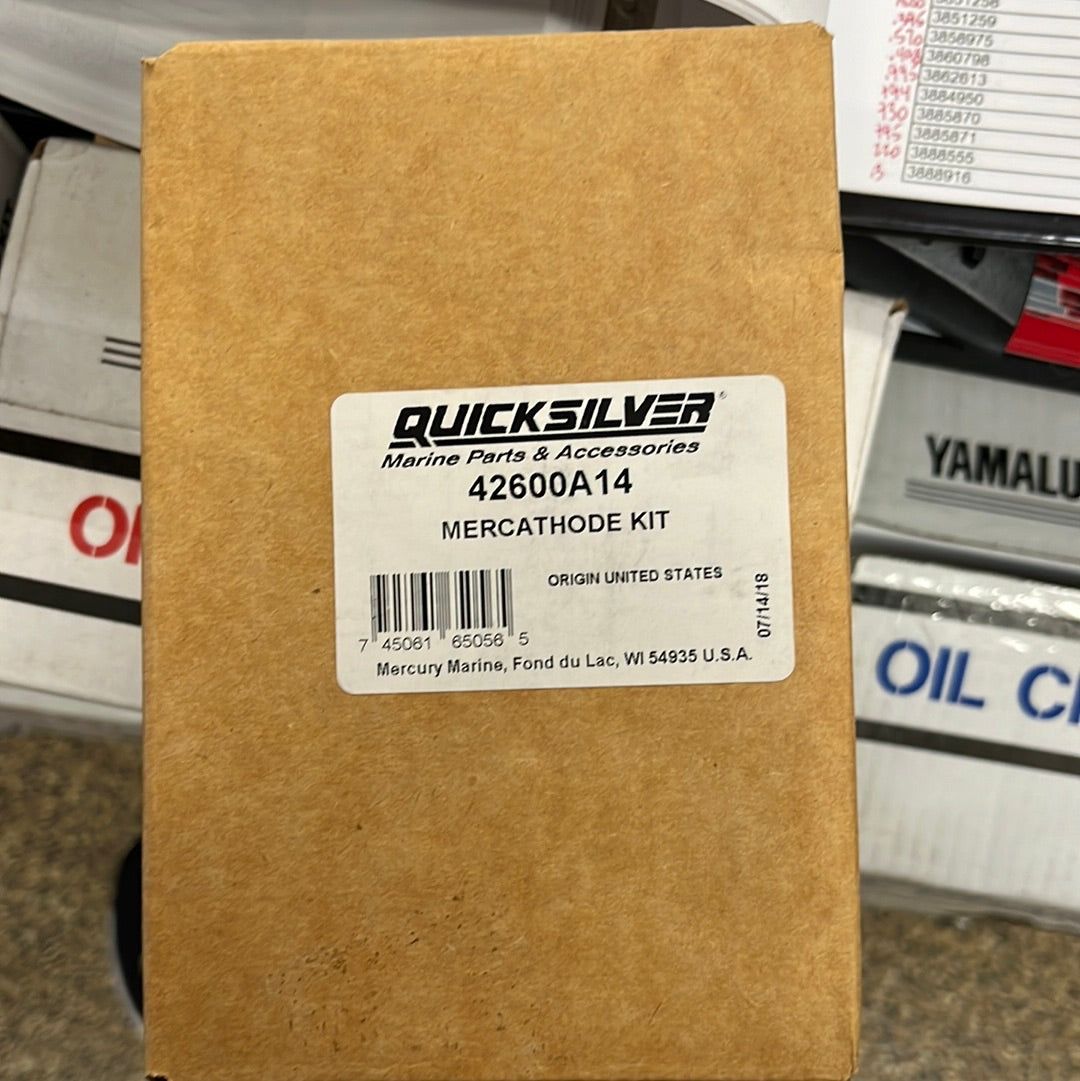 3851259
3858975
3860798
3862613
3884950
3885870
3885871
3888555
3888916
QUICKSILVER®
Marine Parts & Accessories
42600A14
MERCATHODE KIT
ORIGIN UNITED STATES
07/14/18
7 45061 65056 5
Mercury Marine, Fond du Lac, WI 54935 U.S.A.
YAMALU
OIL